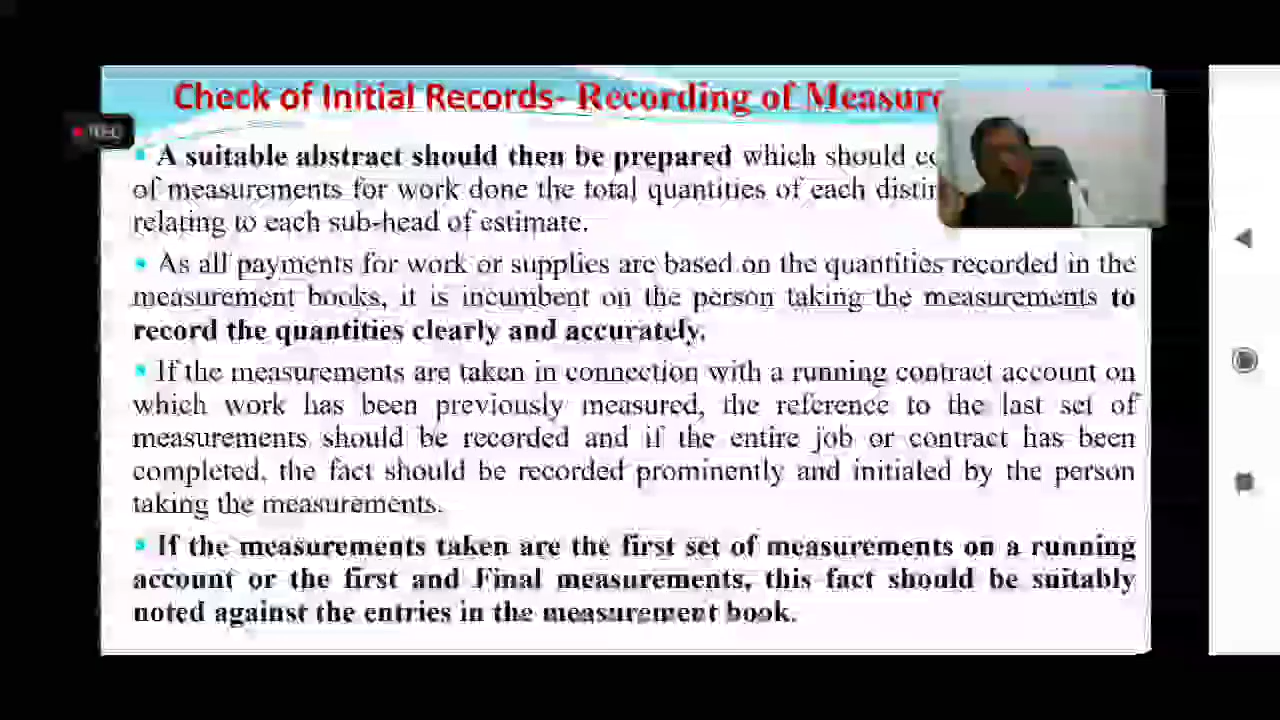 Check of Initial Records- Recording of Measure
REC
• A suitable abstract should then be prepared which should co
of measurements for work done the total quantities of each distin
relating to each sub-head of estimate.
• As all payments for work or supplies are based on the quantities recorded in the
measurement books, it is incumbent on the person taking the measurements to
record the quantities clearly and accurately.
• If the measurements are taken in connection with a running contract account on
which work has been previously measured, the reference to the last set of
measurements should be recorded and if the entire job or contract has been
completed, the fact should be recorded prominently and initialed by the person
taking the measurements.
• If the measurements taken are the first set of measurements on a running
account or the first and Final measurements, this fact should be suitably
noted against the entries in the measurement book.